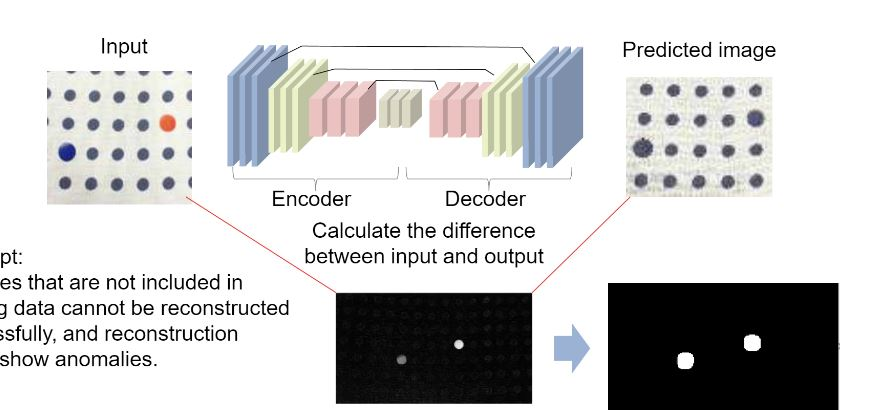 Input
Predicted image
Encoder
Decoder
Calculate the difference
between input and output
pt:
es that are not included in
g data cannot be reconstructed
ssfully, and reconstruction
show anomalies.